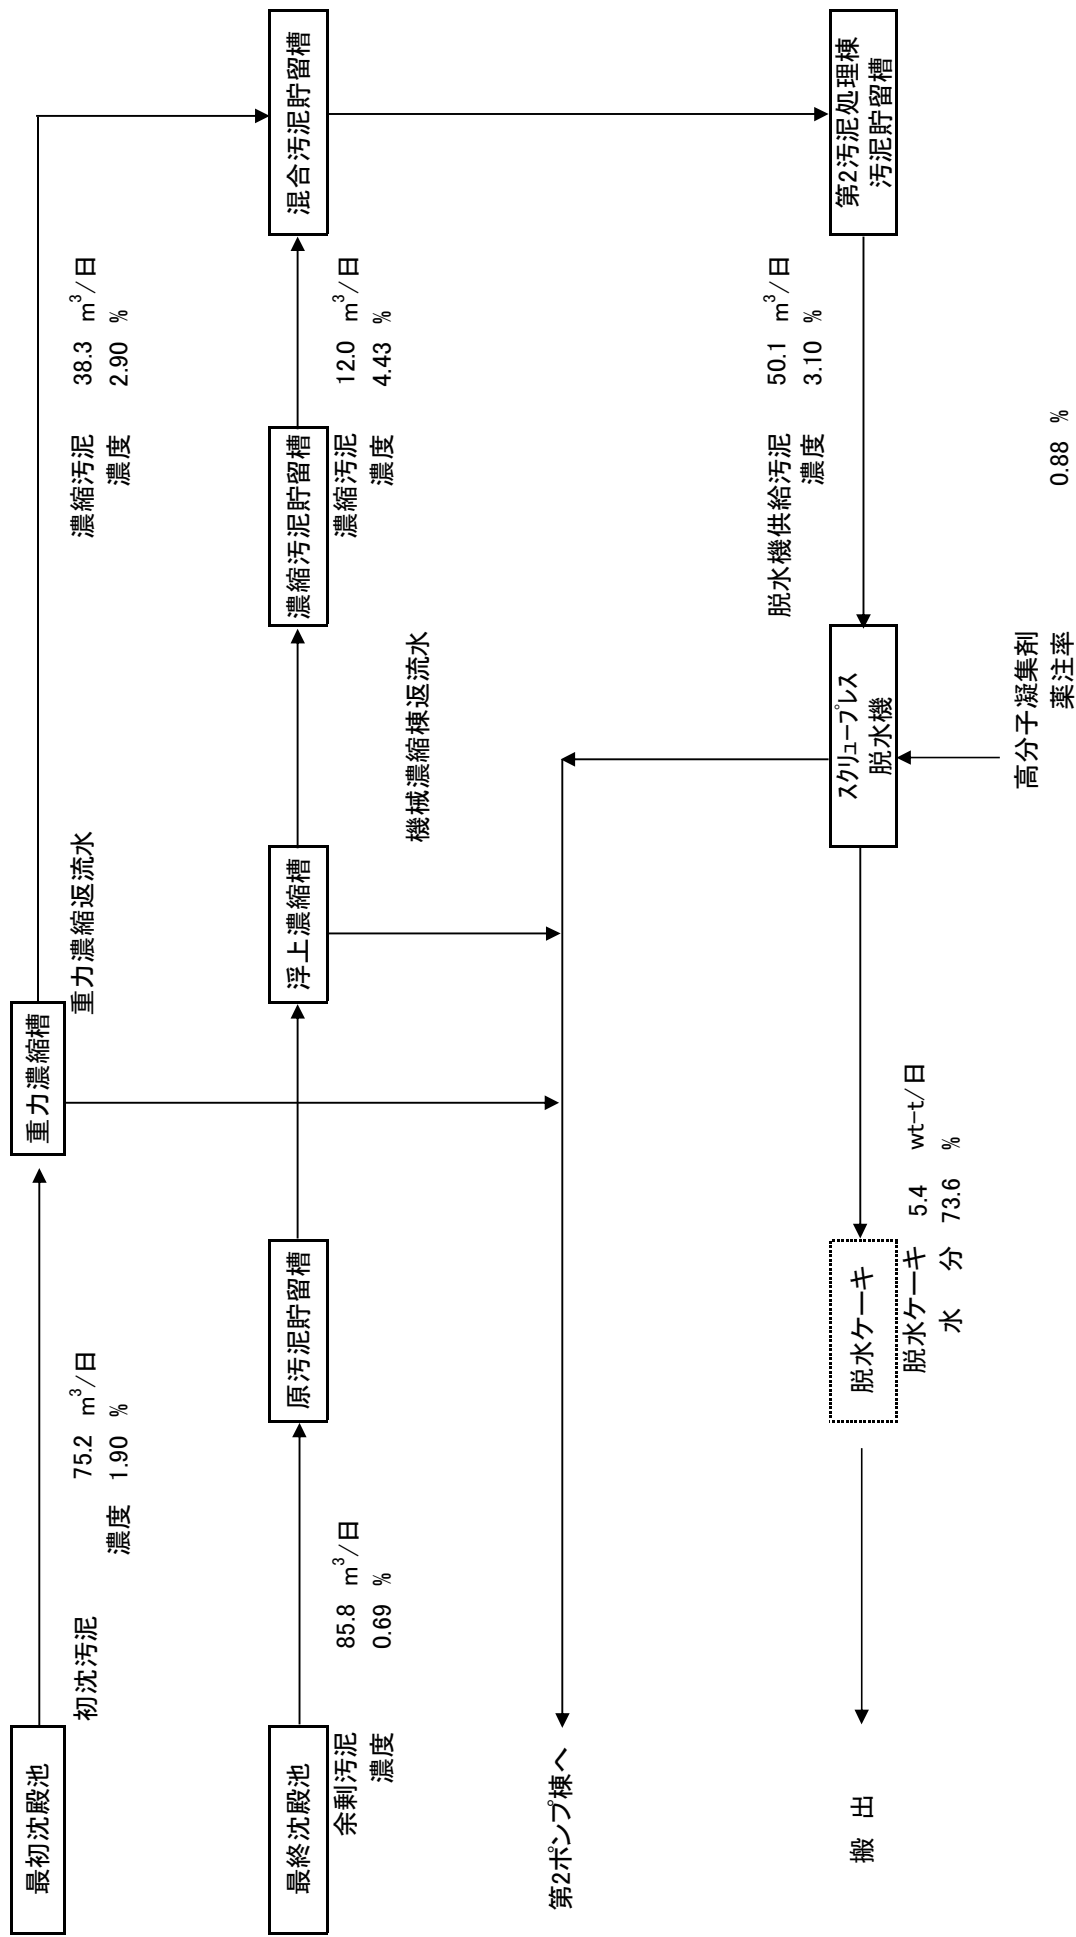 最初沈殿池
初沈汚泥 75.2 m³/日
濃度 1.90 %
重力濃縮槽
重力濃縮返流水
濃縮汚泥 38.3 m³/日
濃度 2.90 %
最終沈殿池
余剰汚泥 85.8 m³/日
濃度 0.69 %
原汚泥貯留槽
浮上濃縮槽
濃縮汚泥貯留槽
濃縮汚泥 12.0 m³/日
濃度 4.43 %
混合汚泥貯留槽
機械濃縮棟返流水
第2ポンプ棟へ
脱水機供給汚泥 50.1 m³/日
濃度 3.10 %
搬 出
脱水ケーキ
脱水ケーキ 5.4 wt-t/日
水 分 73.6 %
スクリュープレス
脱水機
第2汚泥処理棟
汚泥貯留槽
高分子凝集剤
薬注率 0.88 %